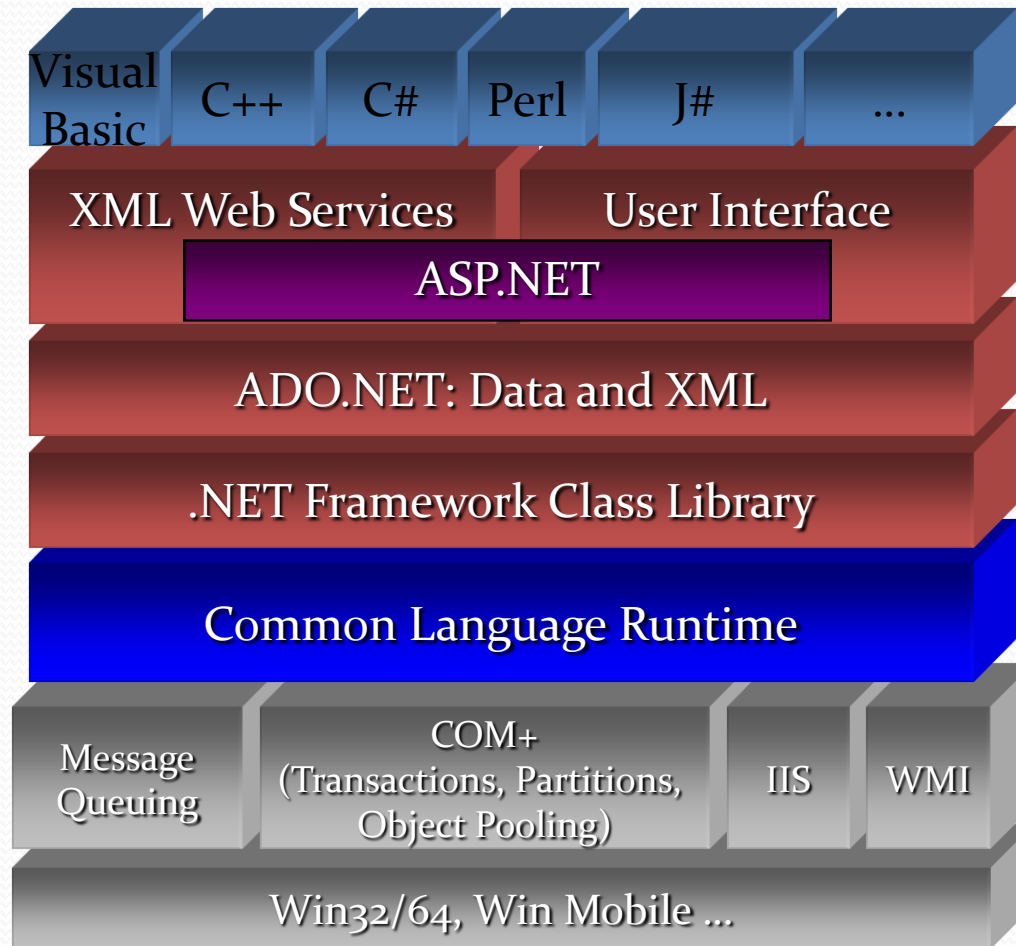 Visual
Basic
C++
C#
Perl
J#
...
XML Web Services
User Interface
ASP.NET
ADO.NET: Data and XML
.NET Framework Class Library
Common Language Runtime
Message
Queuing
COM+
(Transactions, Partitions,
Object Pooling)
IIS
WMI
Win32/64, Win Mobile ...